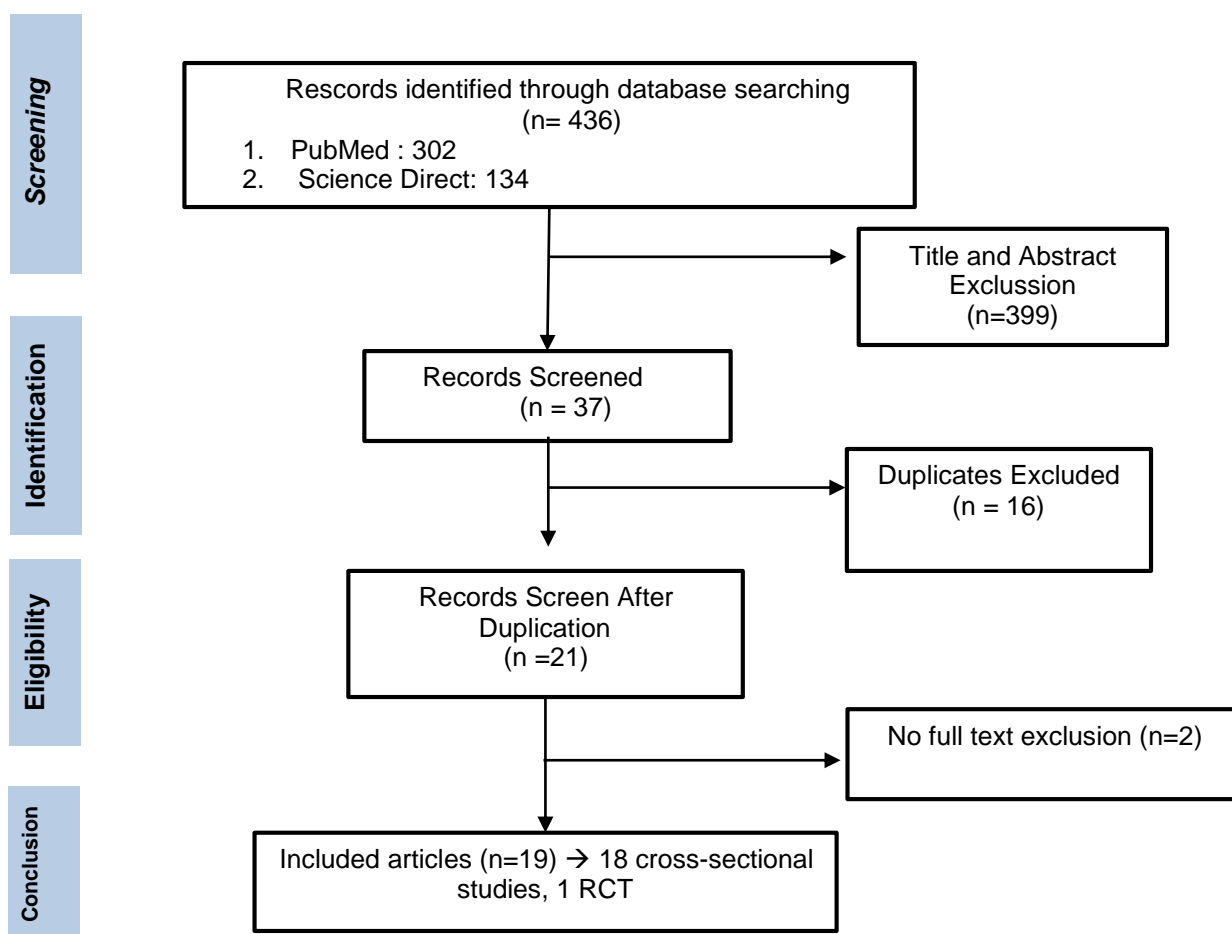 Screening
Rescords identified through database searching
(n= 436)
1. PubMed : 302
2. Science Direct: 134
Title and Abstract
Exclussion
(n=399)
Identification
Records Screened
(n = 37)
Duplicates Excluded
(n = 16)
Eligibility
Records Screen After
Duplication
(n =21)
No full text exclusion (n=2)
Conclusion
Included articles (n=19) → 18 cross-sectional
studies, 1 RCT